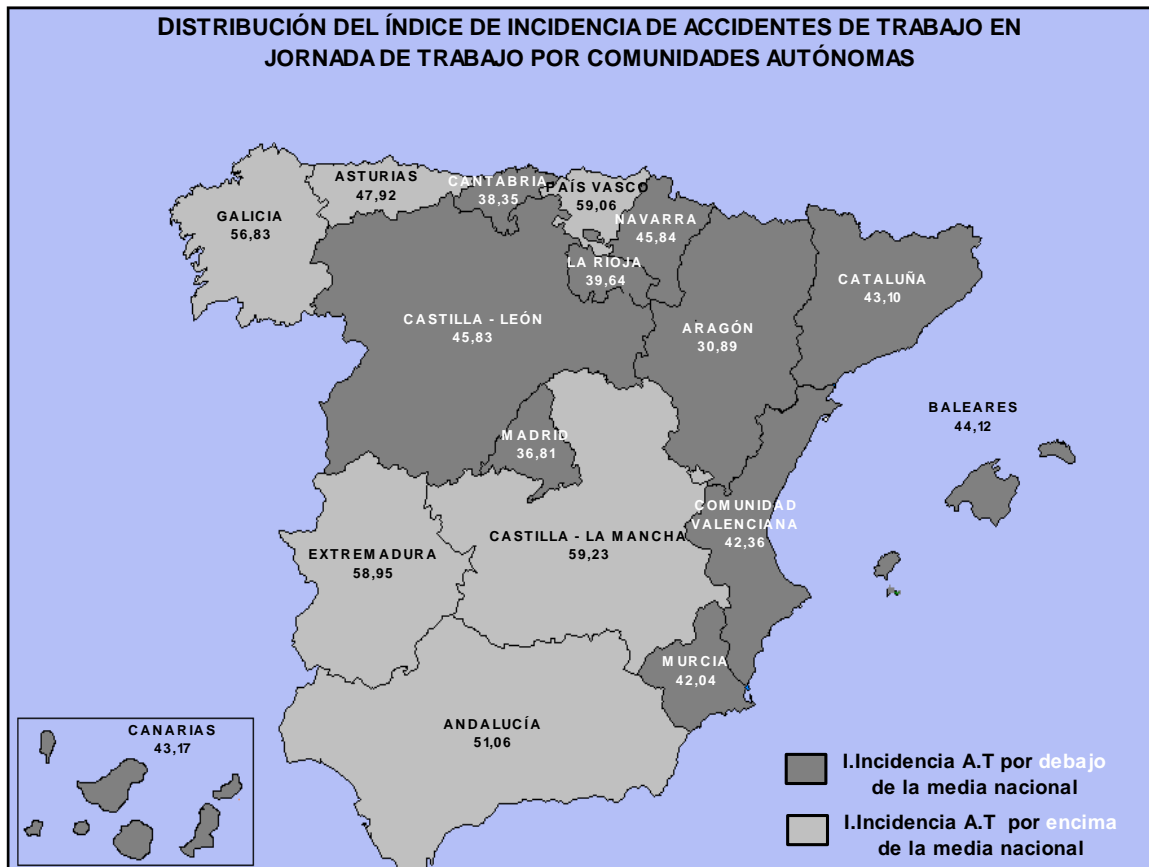 DISTRIBUCIÓN DEL ÍNDICE DE INCIDENCIA DE ACCIDENTES DE TRABAJO EN
JORNADA DE TRABAJO POR COMUNIDADES AUTÓNOMAS
ASTURIAS
47,92
CANTABRIA
38,35
PAÍS VASCO
59,06
GALICIA
56,83
NAVARRA
45,84
LA RIOJA
39,64
CATALUÑA
43,10
CASTILLA - LEÓN
45,83
ARAGÓN
30,89
BALEARES
44,12
MADRID
36,81
COMUNIDAD
VALENCIANA
42,36
CASTILLA - LA MANCHA
59,23
EXTREMADURA
58,95
MURCIA
42,04
ANDALUCÍA
51,06
CANARIAS
43,17
I.Incidencia A.T por debajo
de la media nacional
I.Incidencia A.T por encima
de la media nacional